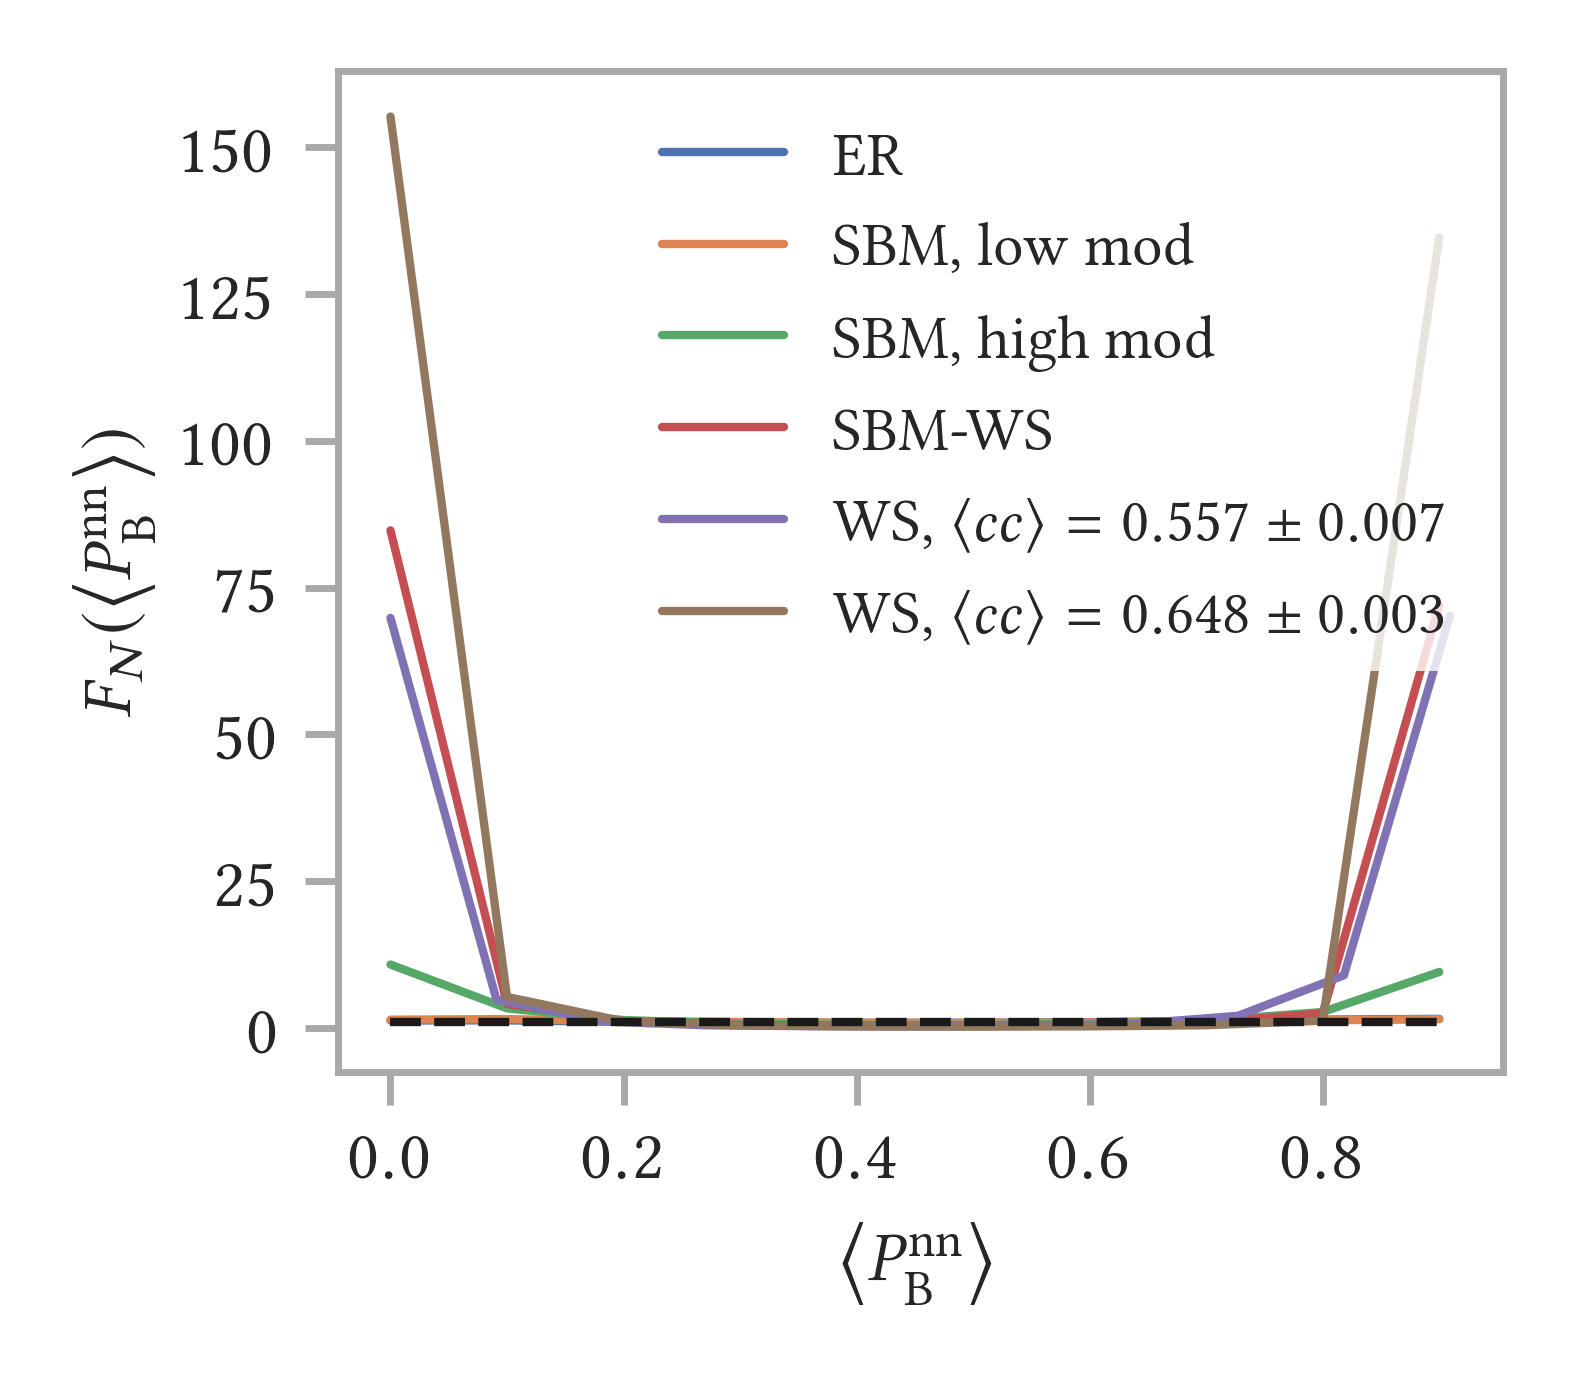 150
125
100
75
50
25
0
F_N(⟨P_B^nn⟩)
ER
SBM, low mod
SBM, high mod
SBM-WS
WS, ⟨cc⟩ = 0.557 ± 0.007
WS, ⟨cc⟩ = 0.648 ± 0.003
0.0 0.2 0.4 0.6 0.8
⟨P_B^nn⟩